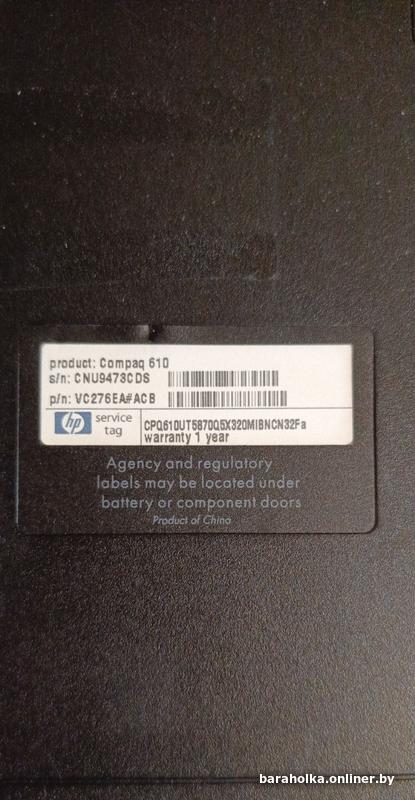 product: Compaq 610
s/n: CNU9473CDS
p/n: VC276EA#ACB
hp service tag
CPQ610UT5870Q5X320MIBNCN32Fa
warranty 1 year
Agency and regulatory
labels may be located under
battery or component doors
Product of China
baraholka.onliner.by